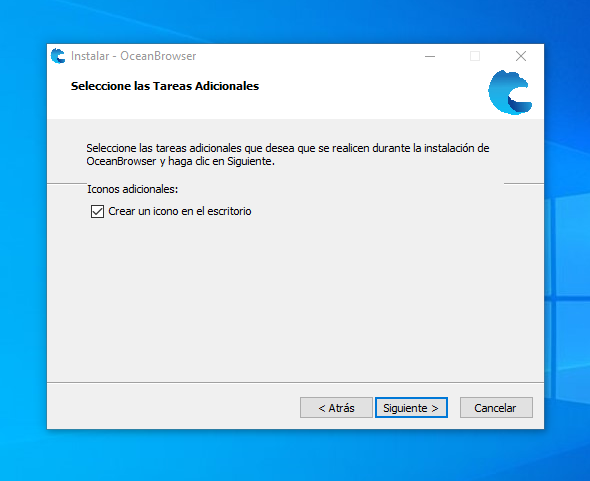 Instalar - OceanBrowser
Seleccione las Tareas Adicionales
Seleccione las tareas adicionales que desea que se realicen durante la instalación de
OceanBrowser y haga clic en Siguiente.
Iconos adicionales:
Crear un icono en el escritorio
< Atrás
Siguiente >
Cancelar